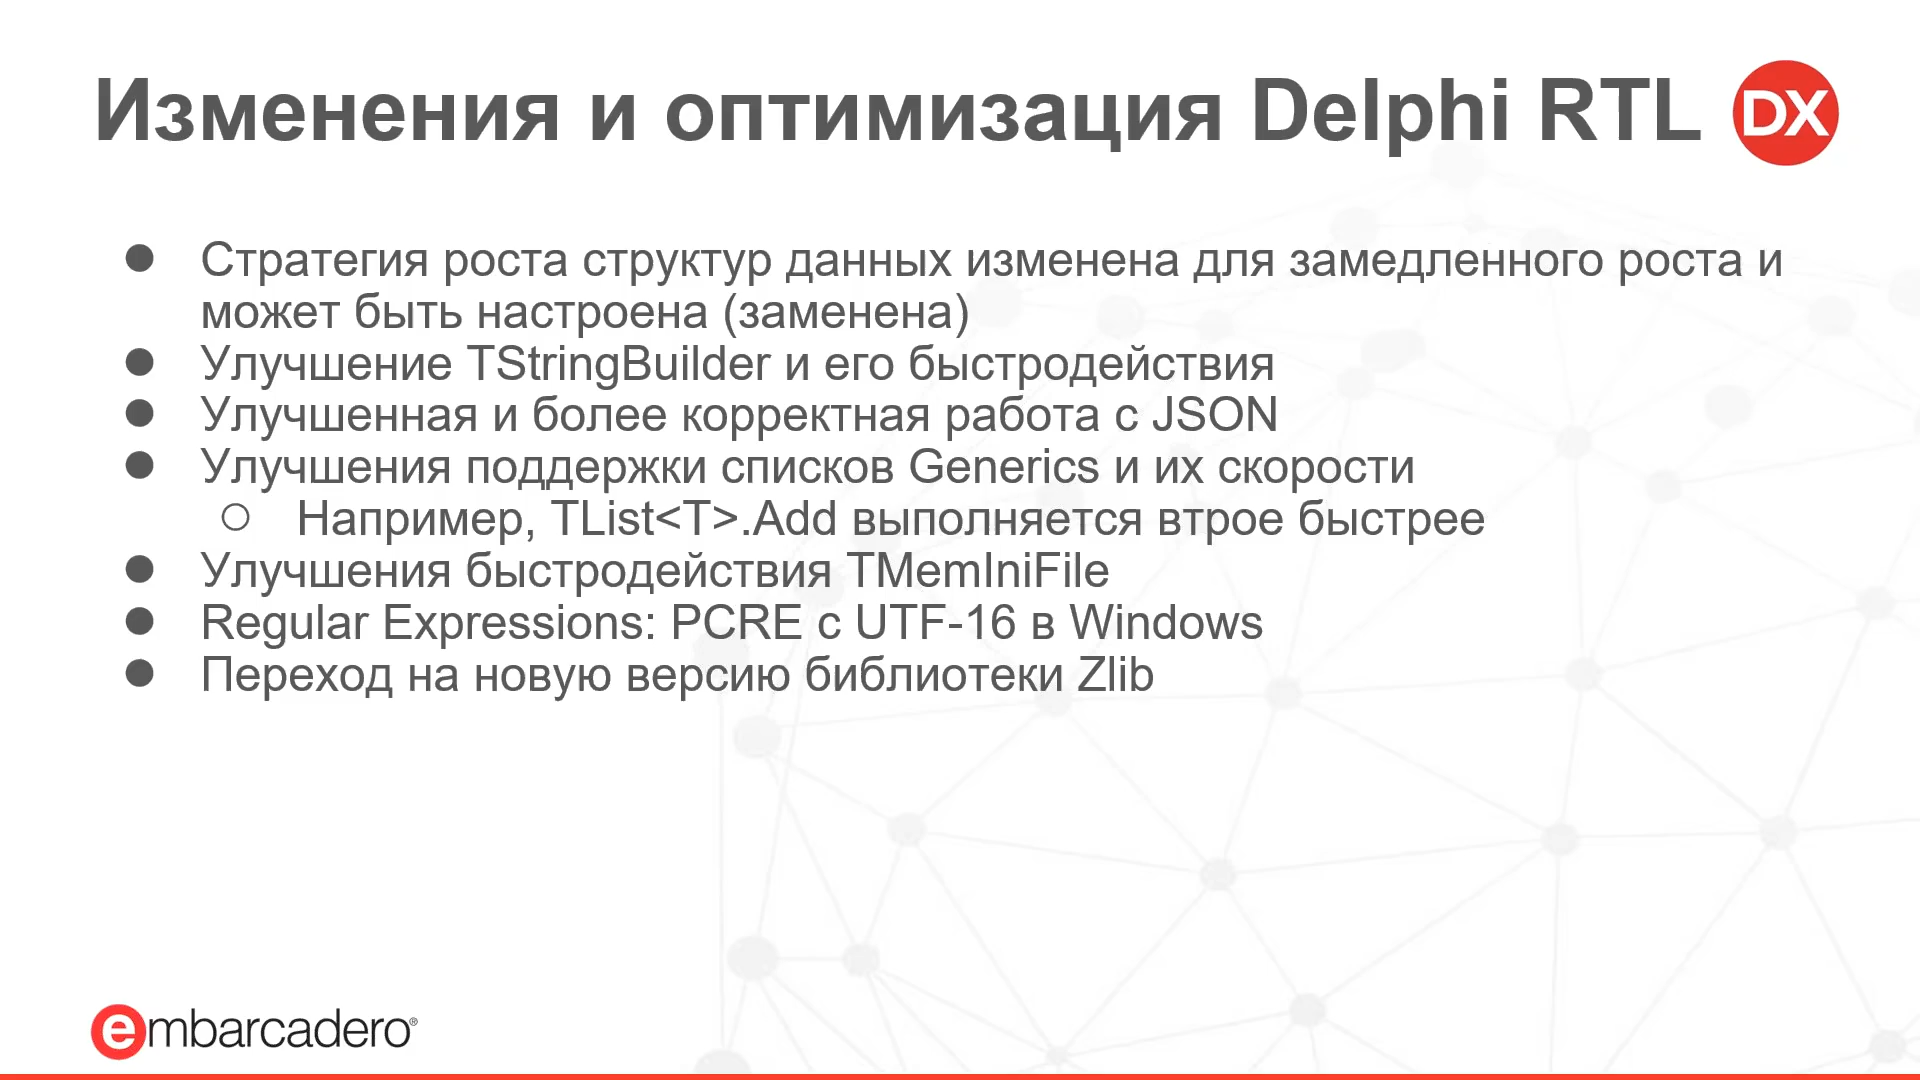 Изменения и оптимизация Delphi RTL
DX
● Стратегия роста структур данных изменена для замедленного роста и
может быть настроена (заменена)
● Улучшение TStringBuilder и его быстродействия
● Улучшенная и более корректная работа с JSON
● Улучшения поддержки списков Generics и их скорости
○ Например, TList<T>.Add выполняется втрое быстрее
● Улучшения быстродействия TMemIniFile
● Regular Expressions: PCRE с UTF-16 в Windows
● Переход на новую версию библиотеки Zlib
embarcadero®